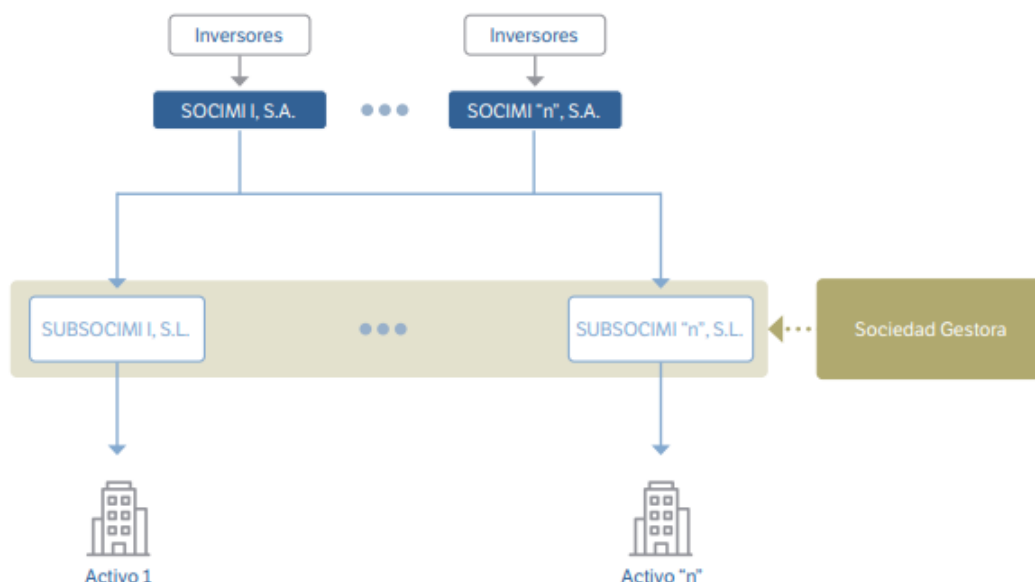 Inversores
Inversores
SOCIMI I, S.A.
SOCIMI "n", S.A.
SUBSOCIMI I, S.L.
SUBSOCIMI "n", S.L.
Sociedad Gestora
Activo 1
Activo "n"